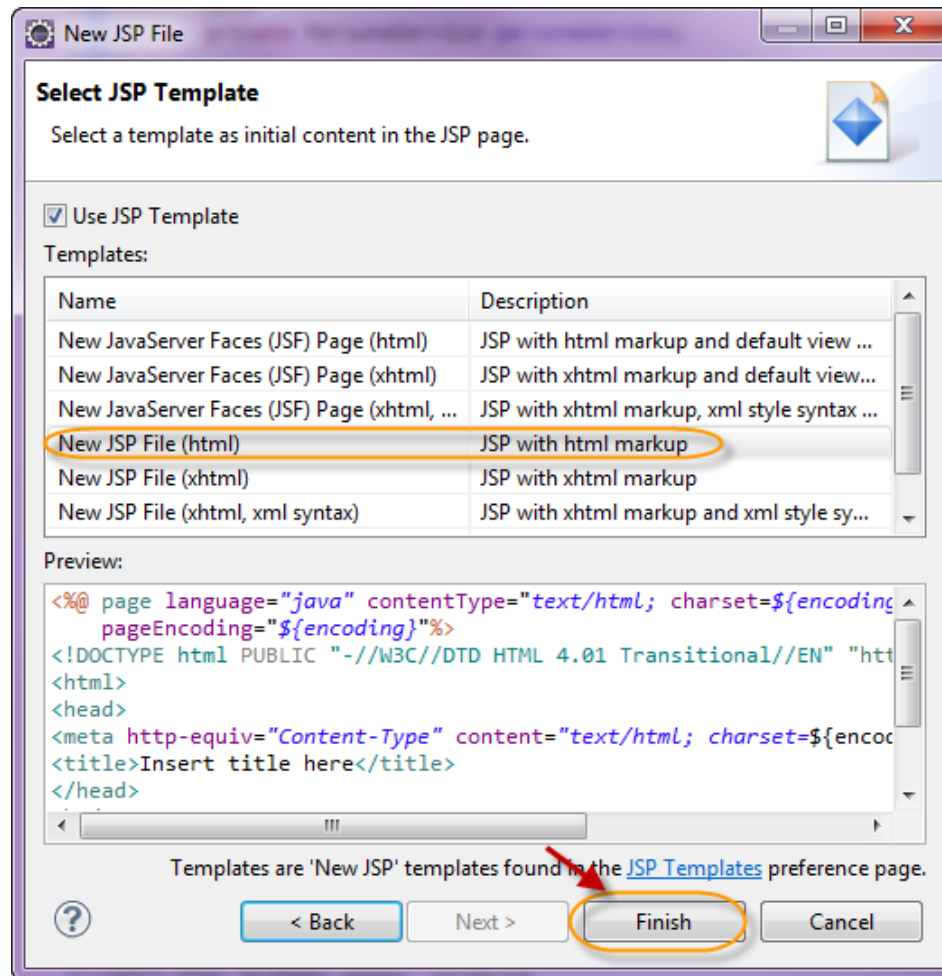 New JSP File
Select JSP Template
Select a template as initial content in the JSP page.
Use JSP Template
Templates:
Name Description
New JavaServer Faces (JSF) Page (html) JSP with html markup and default view ...
New JavaServer Faces (JSF) Page (xhtml) JSP with xhtml markup and default view...
New JavaServer Faces (JSF) Page (xhtml, ... JSP with xhtml markup, xml style syntax ...
New JSP File (html) JSP with html markup
New JSP File (xhtml) JSP with xhtml markup
New JSP File (xhtml, xml syntax) JSP with xhtml markup and xml style sy...
Preview:
<%@ page language="java" contentType="text/html; charset=${encoding
pageEncoding="${encoding}"%>
<!DOCTYPE html PUBLIC "-//W3C//DTD HTML 4.01 Transitional//EN" "htt
<html>
<head>
<meta http-equiv="Content-Type" content="text/html; charset=${encod
<title>Insert title here</title>
</head>
Templates are 'New JSP' templates found in the JSP Templates preference page.
? < Back Next > Finish Cancel